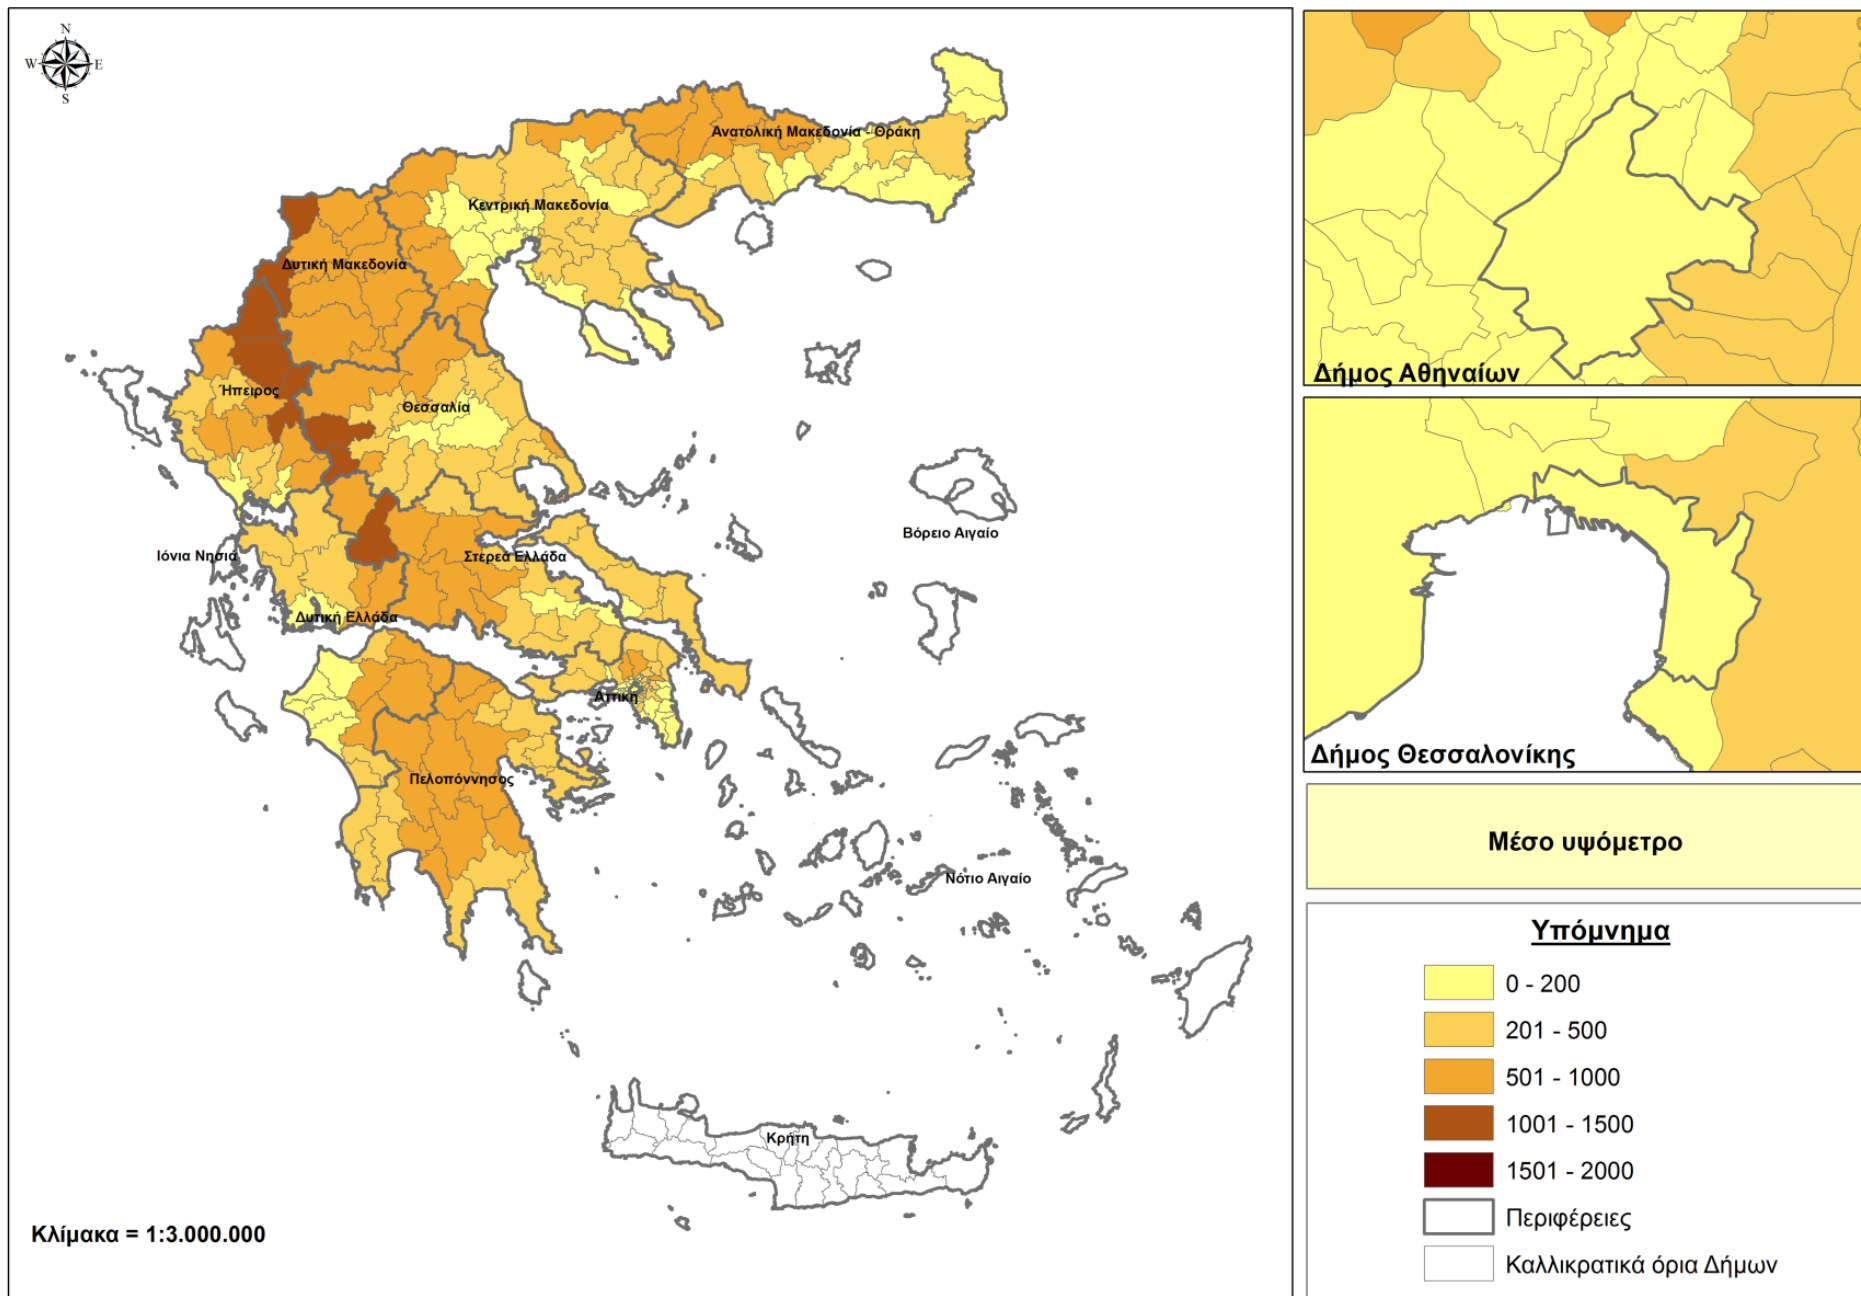 N
W E
S
Ανατολική Μακεδονία - Θράκη
Κεντρική Μακεδονία
Δυτική Μακεδονία
Ήπειρος
Θεσσαλία
Βόρειο Αιγαίο
Ιόνια Νησιά
Στερεά Ελλάδα
Δυτική Ελλάδα
Αττική
Πελοπόννησος
Νότιο Αιγαίο
Κρήτη
Κλίμακα = 1:3.000.000
Δήμος Αθηναίων
Δήμος Θεσσαλονίκης
Μέσο υψόμετρο
Υπόμνημα
0 - 200
201 - 500
501 - 1000
1001 - 1500
1501 - 2000
Περιφέρειες
Καλλικρατικά όρια Δήμων